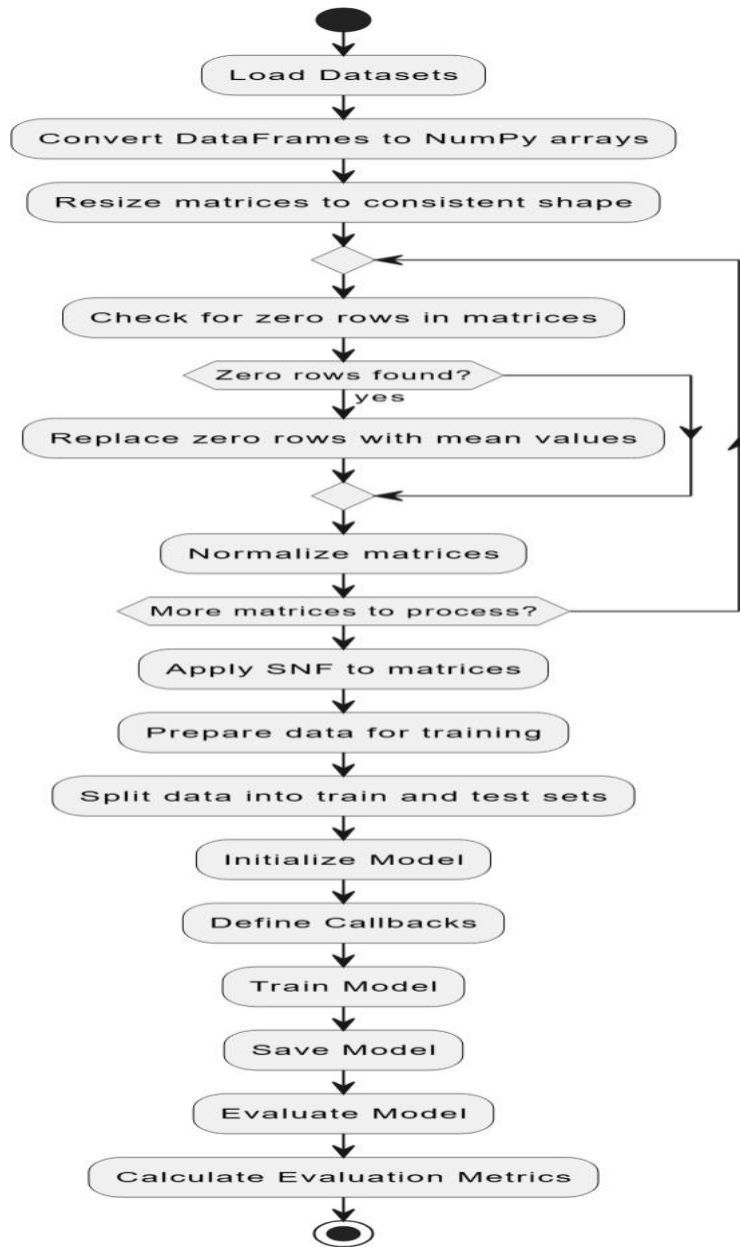 Load Datasets
Convert DataFrames to NumPy arrays
Resize matrices to consistent shape
Check for zero rows in matrices
Zero rows found?
yes
Replace zero rows with mean values
Normalize matrices
More matrices to process?
Apply SNF to matrices
Prepare data for training
Split data into train and test sets
Initialize Model
Define Callbacks
Train Model
Save Model
Evaluate Model
Calculate Evaluation Metrics